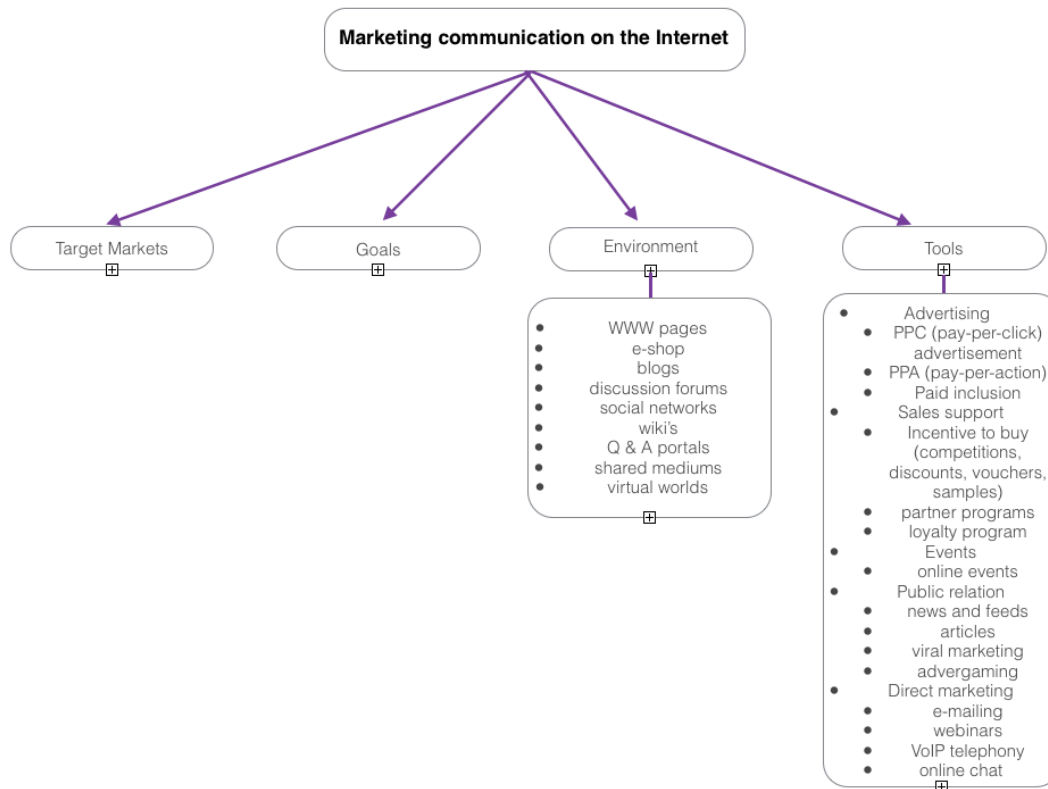 Marketing communication on the Internet
Target Markets
Goals
Environment
Tools
WWW pages
e-shop
blogs
discussion forums
social networks
wiki's
Q & A portals
shared mediums
virtual worlds
Advertising
PPC (pay-per-click)
advertisement
PPA (pay-per-action)
Paid inclusion
Sales support
Incentive to buy
(competitions,
discounts, vouchers,
samples)
partner programs
loyalty program
Events
online events
Public relation
news and feeds
articles
viral marketing
advergaming
Direct marketing
e-mailing
webinars
VoIP telephony
online chat